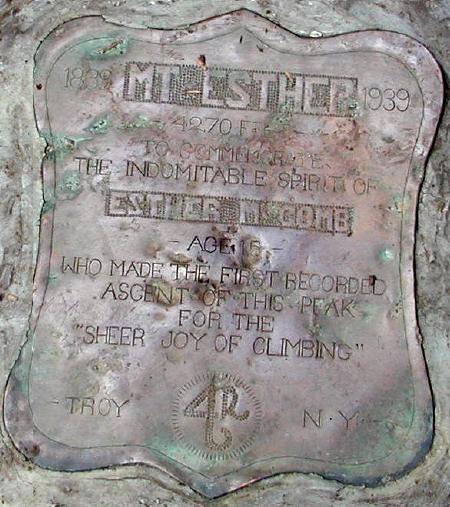 1839 MT. ESTHER 1939
4270 FT.
TO COMMEMORATE
THE INDOMITABLE SPIRIT OF
ESTHER McCOMB
- AGE 15 -
WHO MADE THE FIRST RECORDED
ASCENT OF THIS PEAK
FOR THE
"SHEER JOY OF CLIMBING"
TROY 46R N·Y·